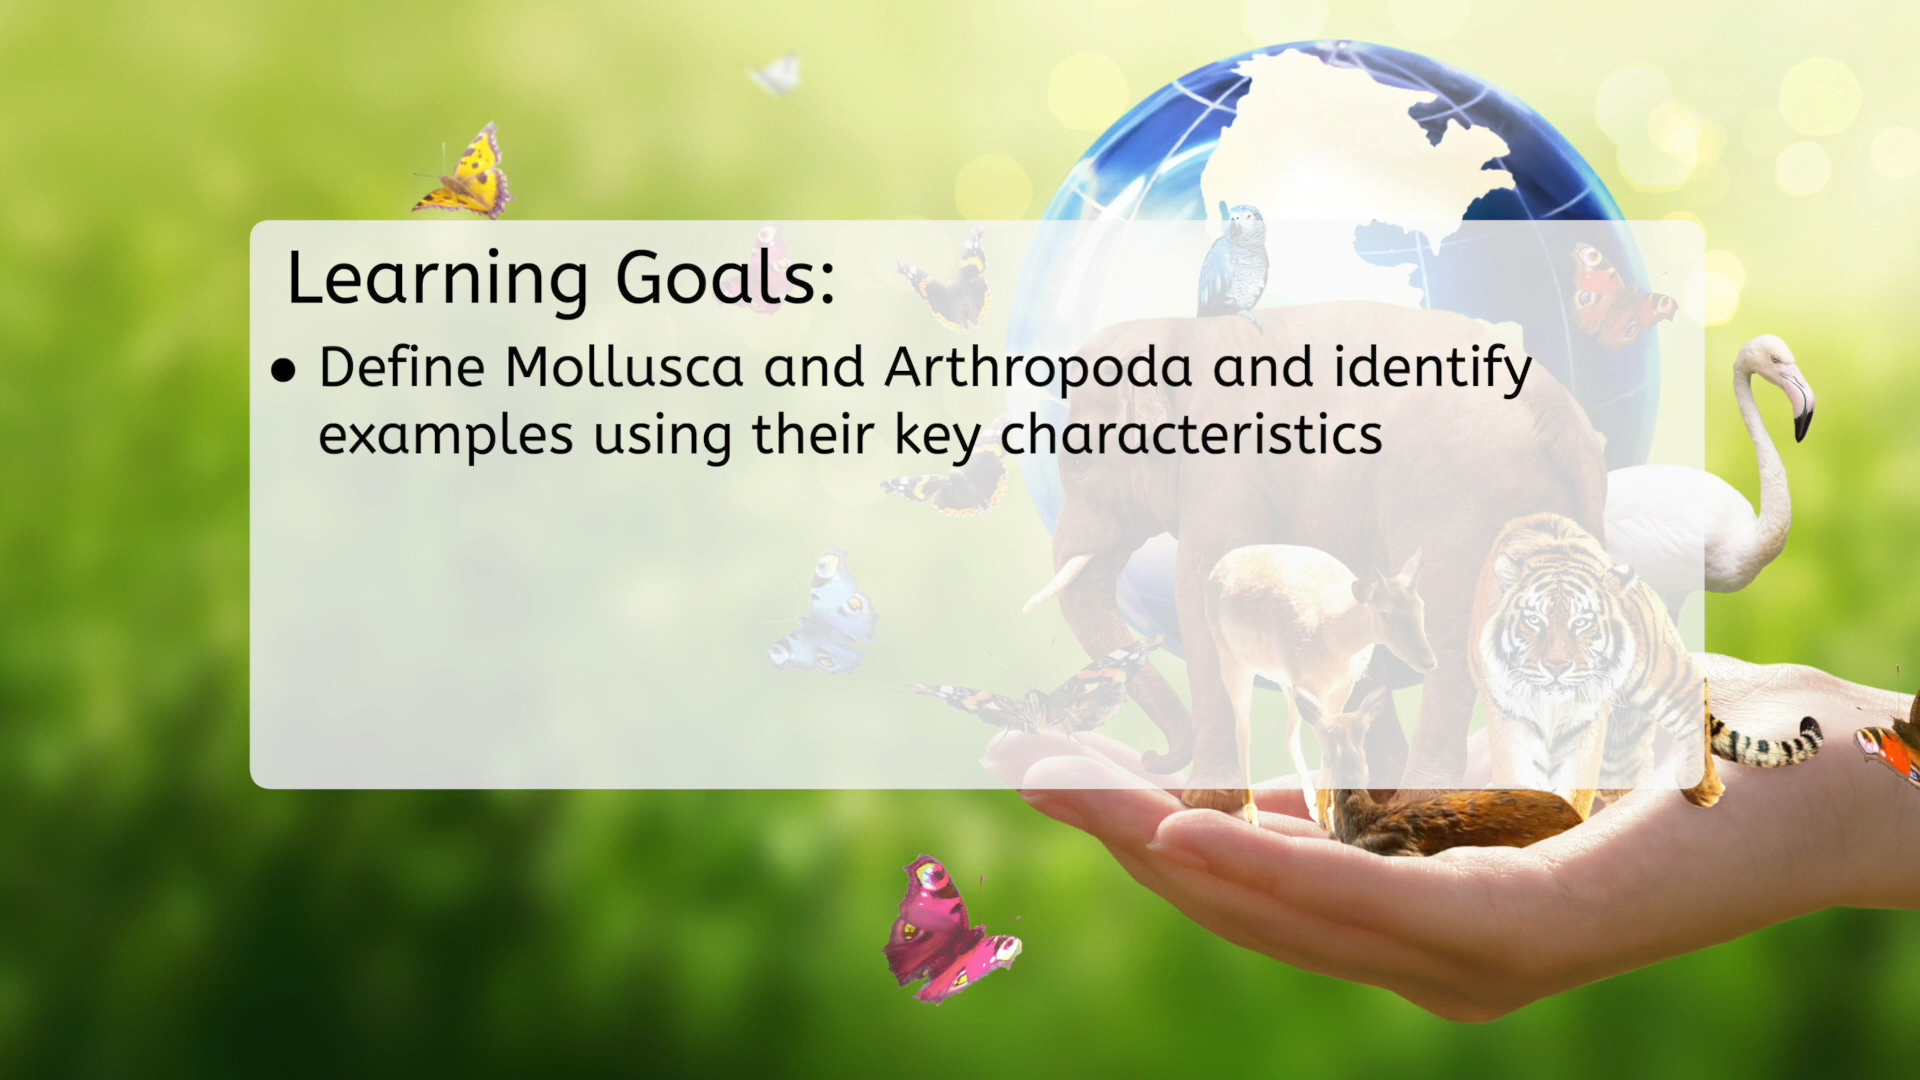 Learning Goals:
● Define Mollusca and Arthropoda and identify
examples using their key characteristics